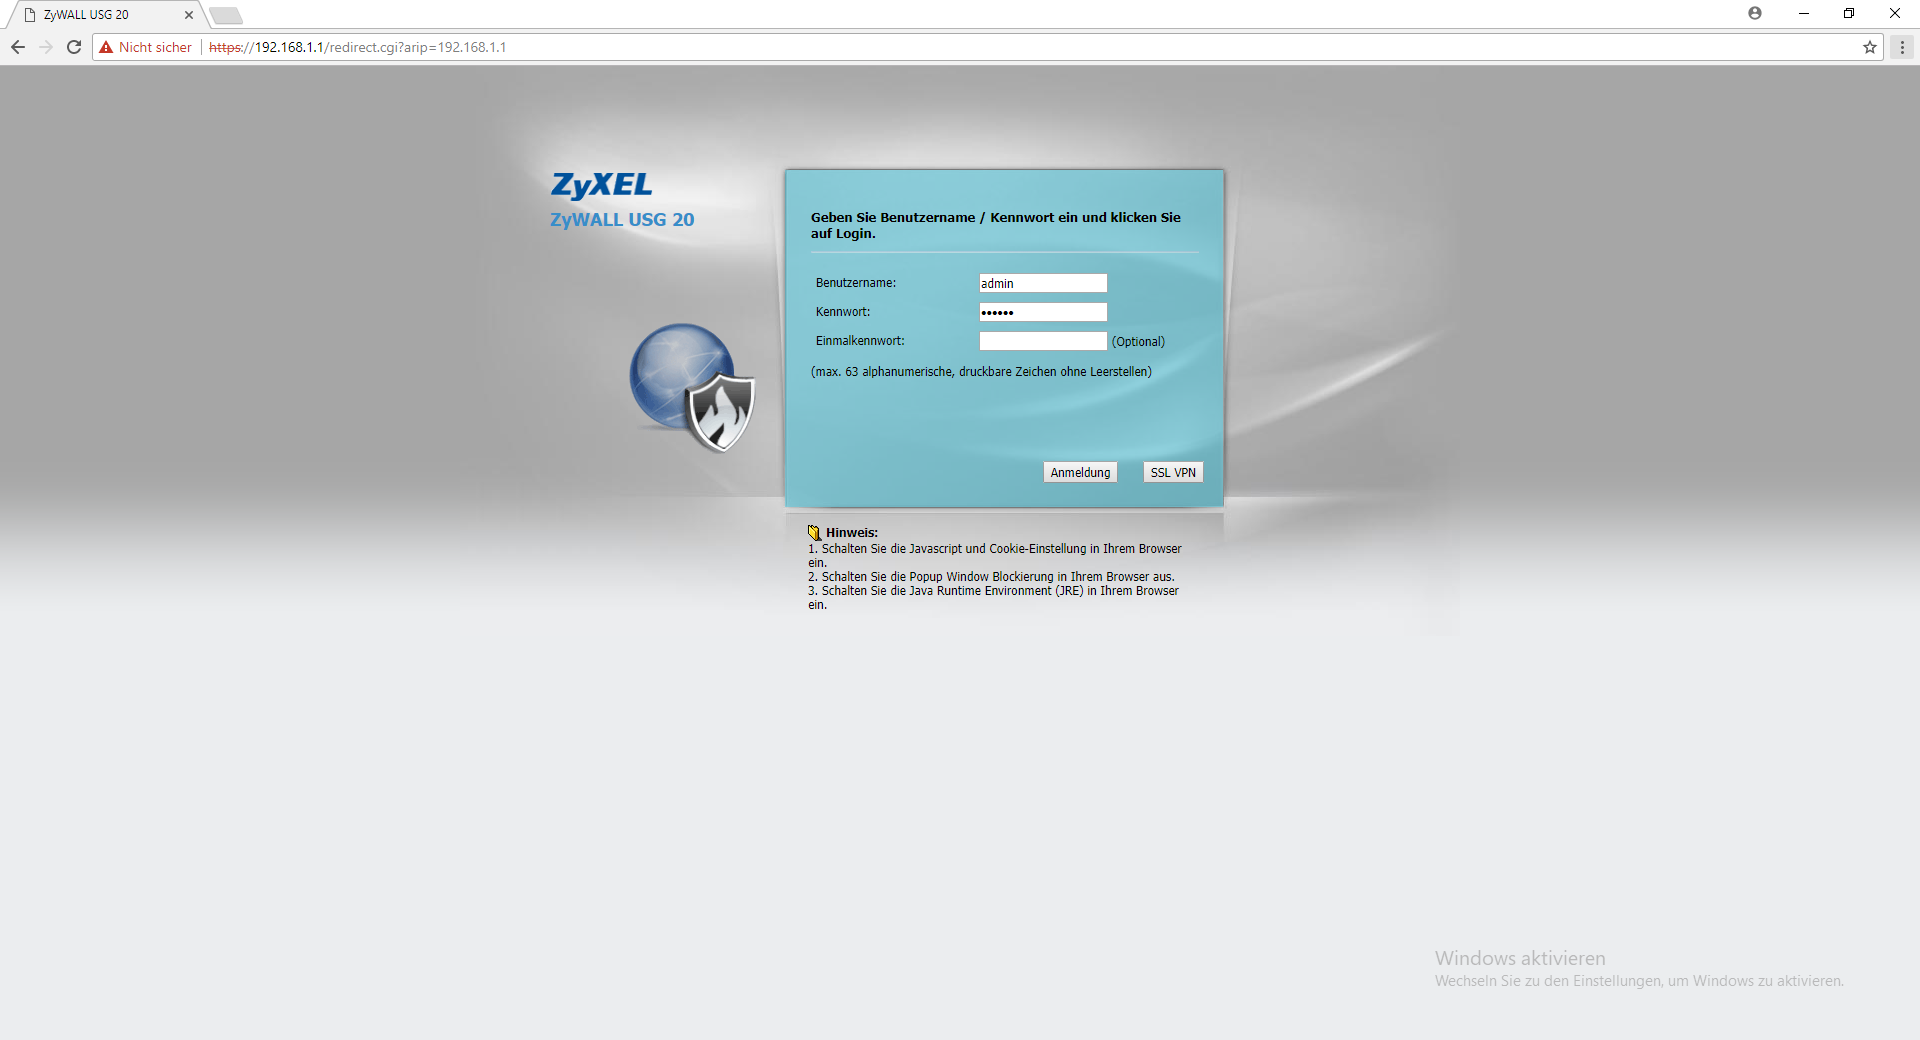 ZyWALL USG 20
Nicht sicher
https://192.168.1.1/redirect.cgi?arip=192.168.1.1
ZyXEL
ZyWALL USG 20
Geben Sie Benutzername / Kennwort ein und klicken Sie
auf Login.
Benutzername:
admin
Kennwort:
••••••
Einmalkennwort:
(Optional)
(max. 63 alphanumerische, druckbare Zeichen ohne Leerstellen)
Anmeldung
SSL VPN
Hinweis:
1. Schalten Sie die Javascript und Cookie-Einstellung in Ihrem Browser
ein.
2. Schalten Sie die Popup Window Blockierung in Ihrem Browser aus.
3. Schalten Sie die Java Runtime Environment (JRE) in Ihrem Browser
ein.
Windows aktivieren
Wechseln Sie zu den Einstellungen, um Windows zu aktivieren.